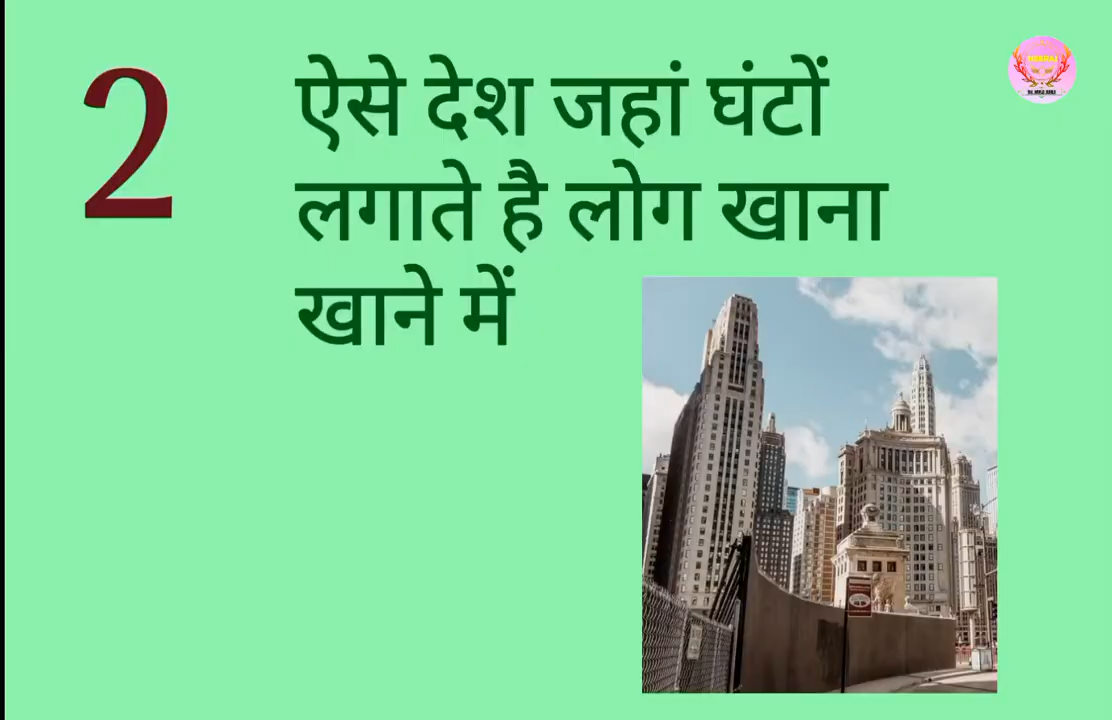 2
ऐसे देश जहां घंटों
लगाते है लोग खाना
खाने में